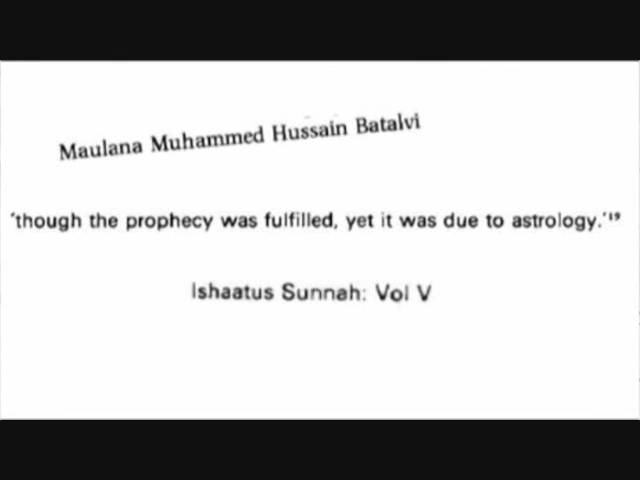 Maulana Muhammed Hussain Batalvi
'though the prophecy was fulfilled, yet it was due to astrology.'¹⁹
Ishaatus Sunnah: Vol V